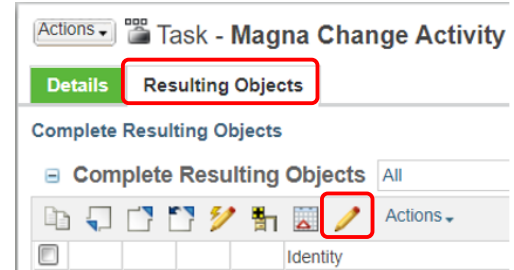 Actions Task - Magna Change Activity
Details Resulting Objects
Complete Resulting Objects
Complete Resulting Objects All
Actions
Identity